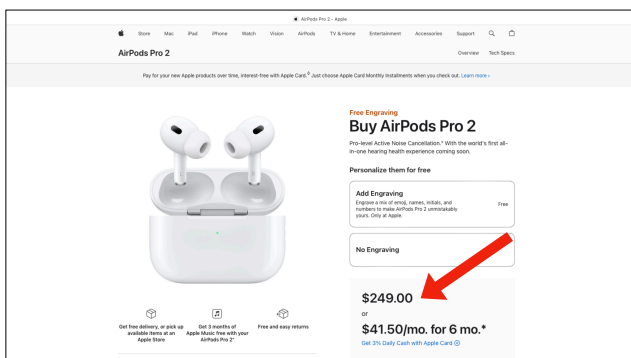 AirPods Pro 2 - Apple
Store Mac iPad iPhone Watch Vision AirPods TV & Home Entertainment Accessories Support
AirPods Pro 2
Overview Tech Specs
Pay for your new Apple products over time, interest-free with Apple Card.§ Just choose Apple Card Monthly Installments when you check out. Learn more ›
Free Engraving
Buy AirPods Pro 2
Pro-level Active Noise Cancellation.* With the world's first all-
in-one hearing health experience coming soon.
Personalize them for free
Add Engraving
Engrave a mix of emoji, names, initials, and
numbers to make AirPods Pro 2 unmistakably
yours. Only at Apple.
Free
No Engraving
$249.00
or
$41.50/mo. for 6 mo.*
Get 3% Daily Cash with Apple Card
Get free delivery, or pick up
available items at an
Apple Store
Get 3 months of
Apple Music free with your
AirPods Pro 2*
Free and easy returns